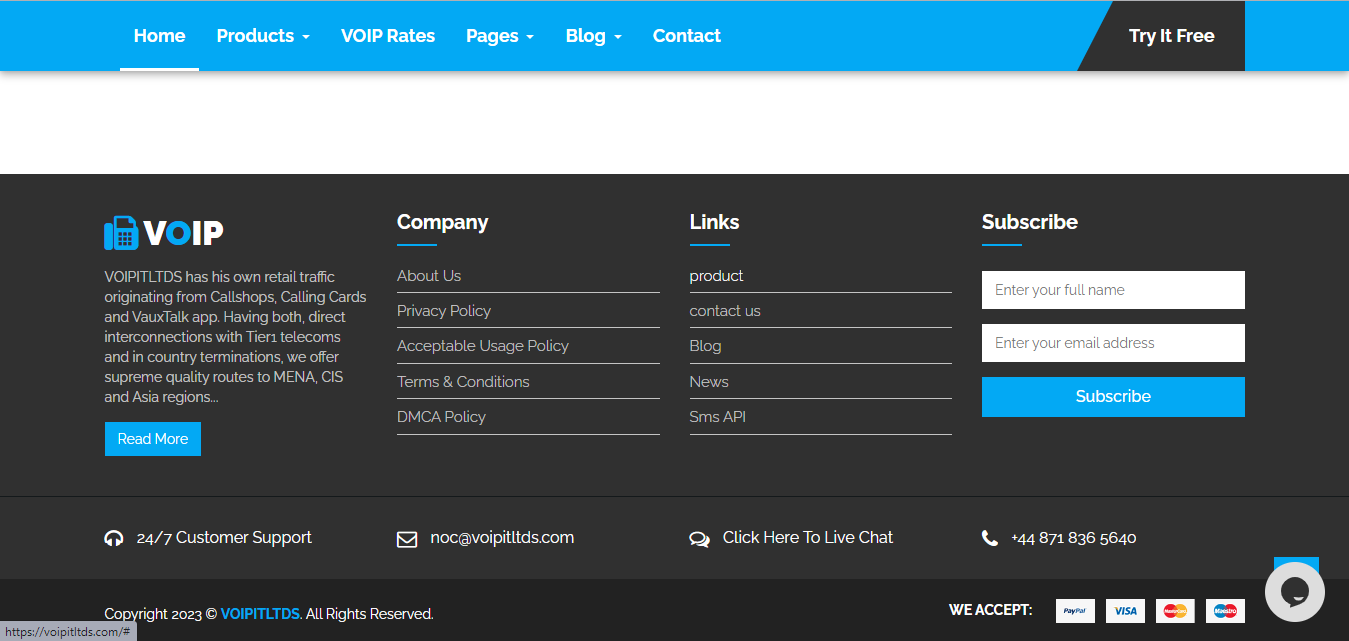 Home Products VOIP Rates Pages Blog Contact Try It Free
VOIP
VOIPITLTDS has his own retail traffic
originating from Callshops, Calling Cards
and VauxTalk app. Having both, direct
interconnections with Tier1 telecoms
and in country terminations, we offer
supreme quality routes to MENA, CIS
and Asia regions...
Read More
Company
About Us
Privacy Policy
Acceptable Usage Policy
Terms & Conditions
DMCA Policy
Links
product
contact us
Blog
News
Sms API
Subscribe
Enter your full name
Enter your email address
Subscribe
24/7 Customer Support
noc@voipitltds.com
Click Here To Live Chat
+44 871 836 5640
Copyright 2023 © VOIPITLTDS. All Rights Reserved.
WE ACCEPT: PayPal VISA MasterCard Maestro
https://voipitltds.com/#